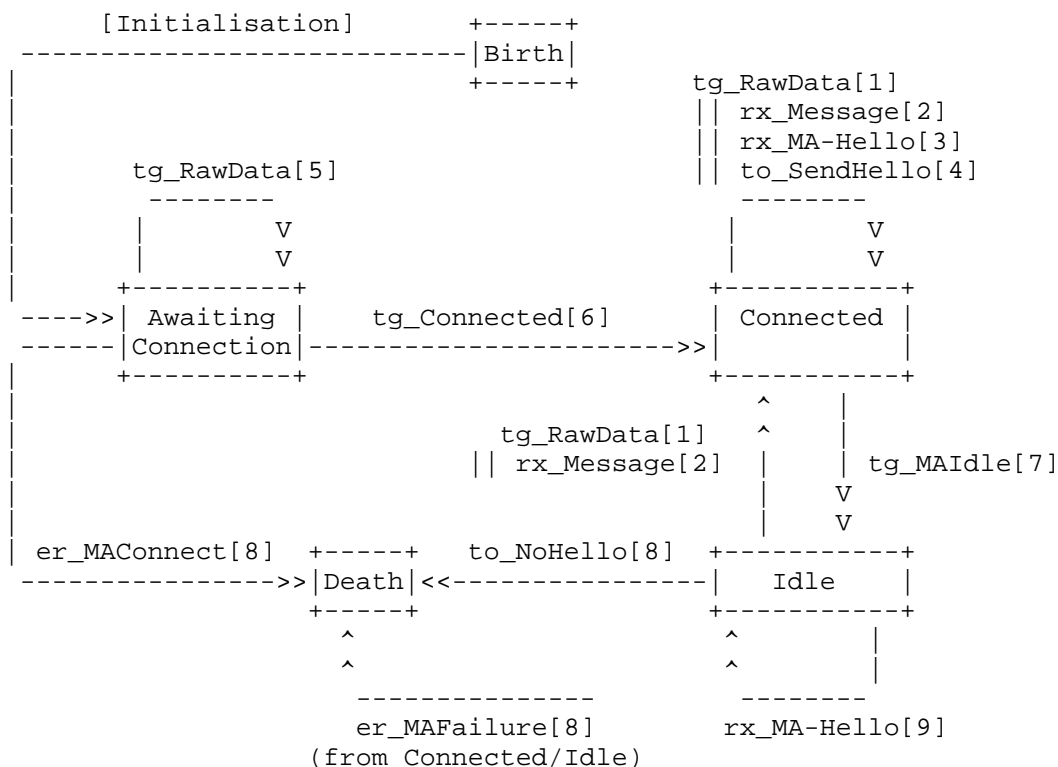 [Initialisation]
Birth
tg_RawData[1]
|| rx_Message[2]
|| rx_MA-Hello[3]
tg_RawData[5] || to_SendHello[4]
V V
V V
---->>| Awaiting | tg_Connected[6] | Connected |
------|Connection|----------------------->>| |
^ |
tg_RawData[1] ^ |
|| rx_Message[2] | | tg_MAIdle[7]
| V
| V
er_MAConnect[8] to_NoHello[8]
---------------->>|Death|<<----------------| Idle |
^ ^ |
^ ^ |
er_MAFailure[8] rx_MA-Hello[9]
(from Connected/Idle)